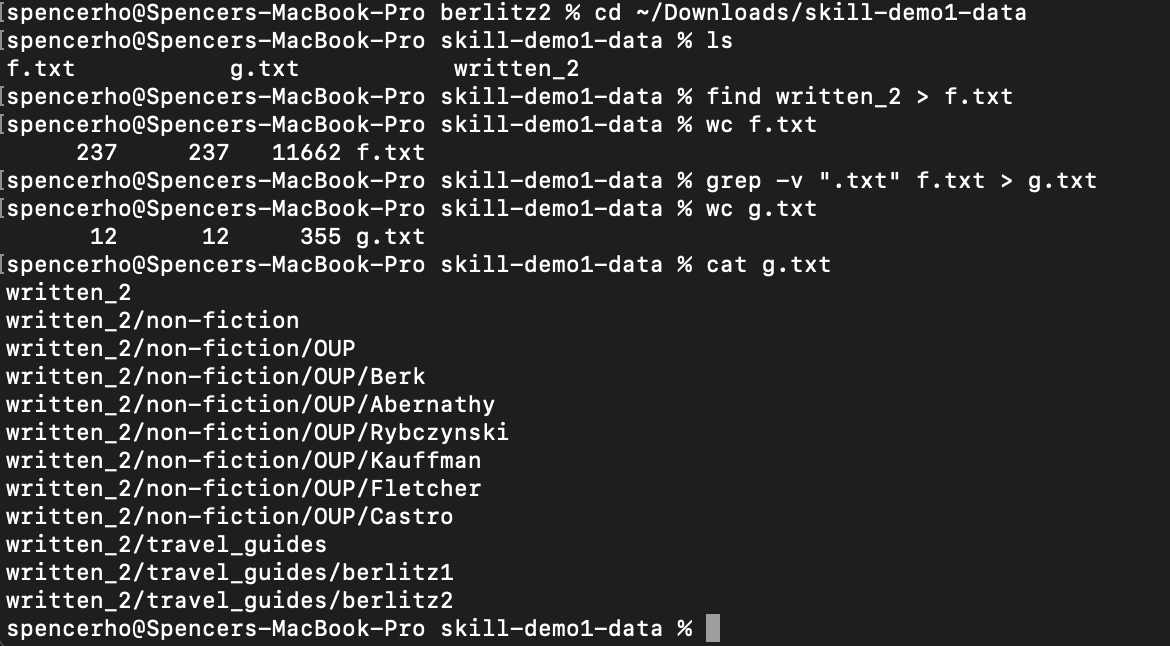 spencerho@Spencers-MacBook-Pro berlitz2 % cd ~/Downloads/skill-demo1-data
spencerho@Spencers-MacBook-Pro skill-demo1-data % ls
f.txt           g.txt           written_2
spencerho@Spencers-MacBook-Pro skill-demo1-data % find written_2 > f.txt
spencerho@Spencers-MacBook-Pro skill-demo1-data % wc f.txt
     237     237   11662 f.txt
spencerho@Spencers-MacBook-Pro skill-demo1-data % grep -v ".txt" f.txt > g.txt
spencerho@Spencers-MacBook-Pro skill-demo1-data % wc g.txt
      12      12     355 g.txt
spencerho@Spencers-MacBook-Pro skill-demo1-data % cat g.txt
written_2
written_2/non-fiction
written_2/non-fiction/OUP
written_2/non-fiction/OUP/Berk
written_2/non-fiction/OUP/Abernathy
written_2/non-fiction/OUP/Rybczynski
written_2/non-fiction/OUP/Kauffman
written_2/non-fiction/OUP/Fletcher
written_2/non-fiction/OUP/Castro
written_2/travel_guides
written_2/travel_guides/berlitz1
written_2/travel_guides/berlitz2
spencerho@Spencers-MacBook-Pro skill-demo1-data %